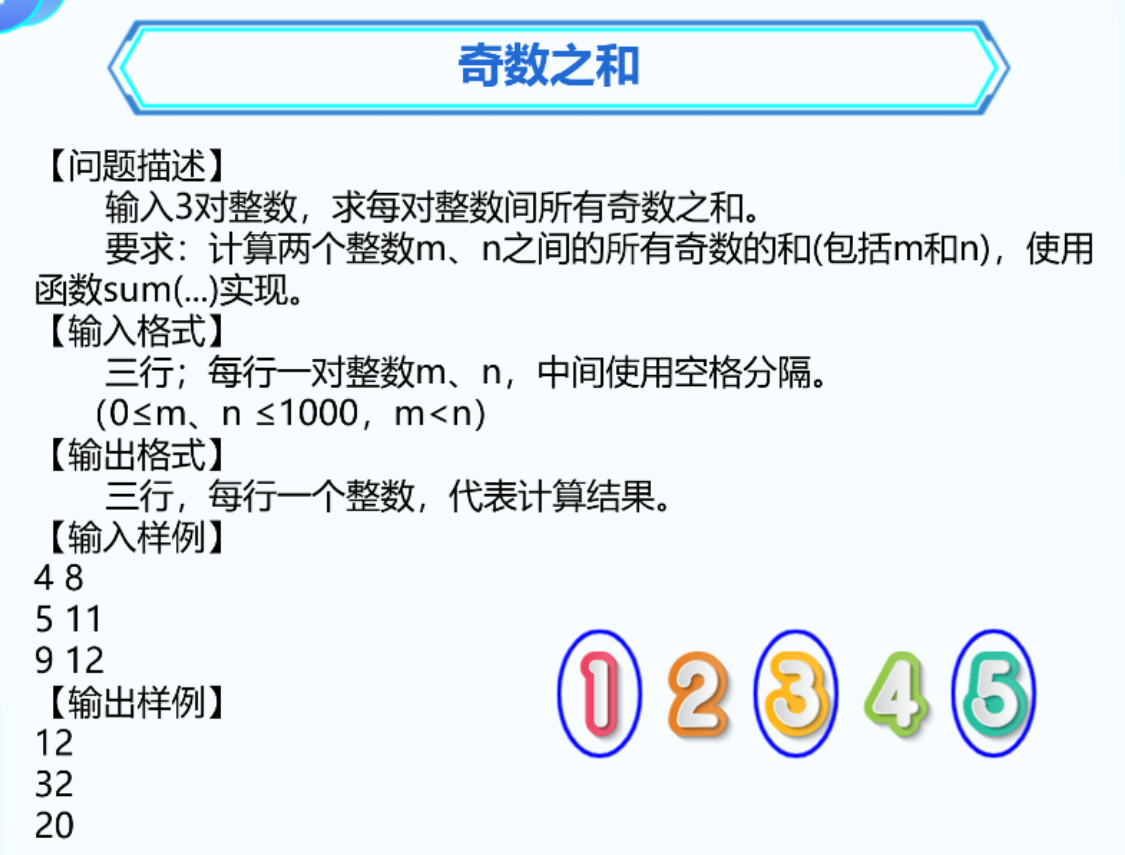 奇数之和
【问题描述】
输入3对整数，求每对整数间所有奇数之和。
要求：计算两个整数m、n之间的所有奇数的和(包括m和n)，使用
函数sum(...)实现。
【输入格式】
三行；每行一对整数m、n，中间使用空格分隔。
（0≤m、n ≤1000，m<n）
【输出格式】
三行，每行一个整数，代表计算结果。
【输入样例】
4 8
5 11
9 12
【输出样例】
12
32
20
1 2 3 4 5